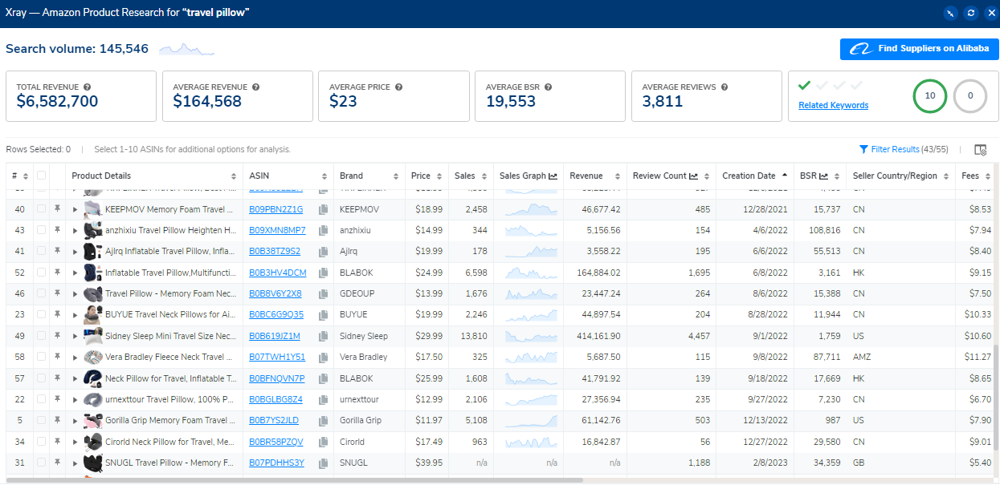 Xray — Amazon Product Research for “travel pillow”
Search volume: 145,546
Find Suppliers on Alibaba
TOTAL REVENUE ?
$6,582,700
AVERAGE REVENUE ?
$164,568
AVERAGE PRICE ?
$23
AVERAGE BSR ?
19,553
AVERAGE REVIEWS ?
3,811
Related Keywords
10
0
Rows Selected: 0 | Select 1-10 ASINs for additional options for analysis.
Filter Results (43/55)
# Product Details ASIN Brand Price Sales Sales Graph Revenue Review Count Creation Date BSR Seller Country/Region Fees
40 KEEPMOV Memory Foam Travel ... B09PBN2Z1G KEEPMOV $18.99 2,458 46,677.42 485 12/28/2021 15,737 CN $8.53
43 anzhixiu Travel Pillow Heighten H... B09XMN8MP7 anzhixiu $14.99 344 5,156.56 154 4/6/2022 108,816 CN $7.94
41 Ajlrq Inflatable Travel Pillow, Infla... B0B38TZ9S2 Ajlrq $19.99 178 3,558.22 195 6/6/2022 55,513 CN $8.40
52 Inflatable Travel Pillow,Multifuncti... B0B3HV4DCM BLABOK $24.99 6,598 164,884.02 1,695 6/8/2022 3,161 HK $9.15
46 Travel Pillow - Memory Foam Nec... B0B8V6Y2X8 GDEOUP $13.99 1,676 23,447.24 264 8/6/2022 15,388 CN $7.50
23 BUYUE Travel Neck Pillows for Ai... B0BC6G9Q35 BUYUE $19.99 2,246 44,897.54 204 8/28/2022 11,944 CN $10.33
49 Sidney Sleep Mini Travel Size Nec... B0B619JZ1M Sidney Sleep $29.99 13,810 414,161.90 4,457 9/1/2022 1,759 US $10.60
58 Vera Bradley Fleece Neck Travel ... B07TWH1Y51 Vera Bradley $17.50 325 5,687.50 115 9/8/2022 87,711 AMZ $11.27
57 Neck Pillow for Travel, Inflatable T... B0BFNQVN7P BLABOK $25.99 1,608 41,791.92 139 9/18/2022 17,669 HK $8.65
22 urnexttour Travel Pillow, 100% P... B0BGLBG8Z4 urnexttour $12.99 2,106 27,356.94 235 9/27/2022 7,230 CN $6.70
5 Gorilla Grip Memory Foam Travel ... B0B7YS2JLD Gorilla Grip $11.97 5,108 61,142.76 503 12/13/2022 987 US $7.90
34 Cirorld Neck Pillow for Travel, Me... B0BR58PZQV Cirorld $17.49 963 16,842.87 56 12/27/2022 29,580 CN $9.01
31 SNUGL Travel Pillow - Memory F... B07PDHHS3Y SNUGL $39.95 n/a n/a n/a 1,188 2/8/2023 34,359 GB $5.40